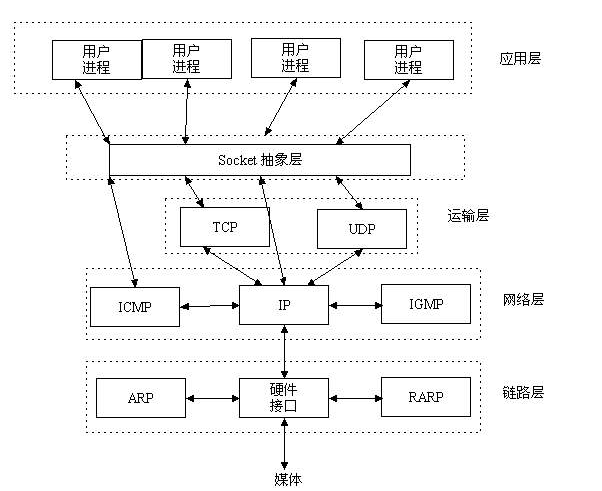 用户
进程
用户
进程
用户
进程
用户
进程
应用层
Socket 抽象层
TCP
UDP
运输层
ICMP
IP
IGMP
网络层
ARP
硬件
接口
RARP
链路层
媒体